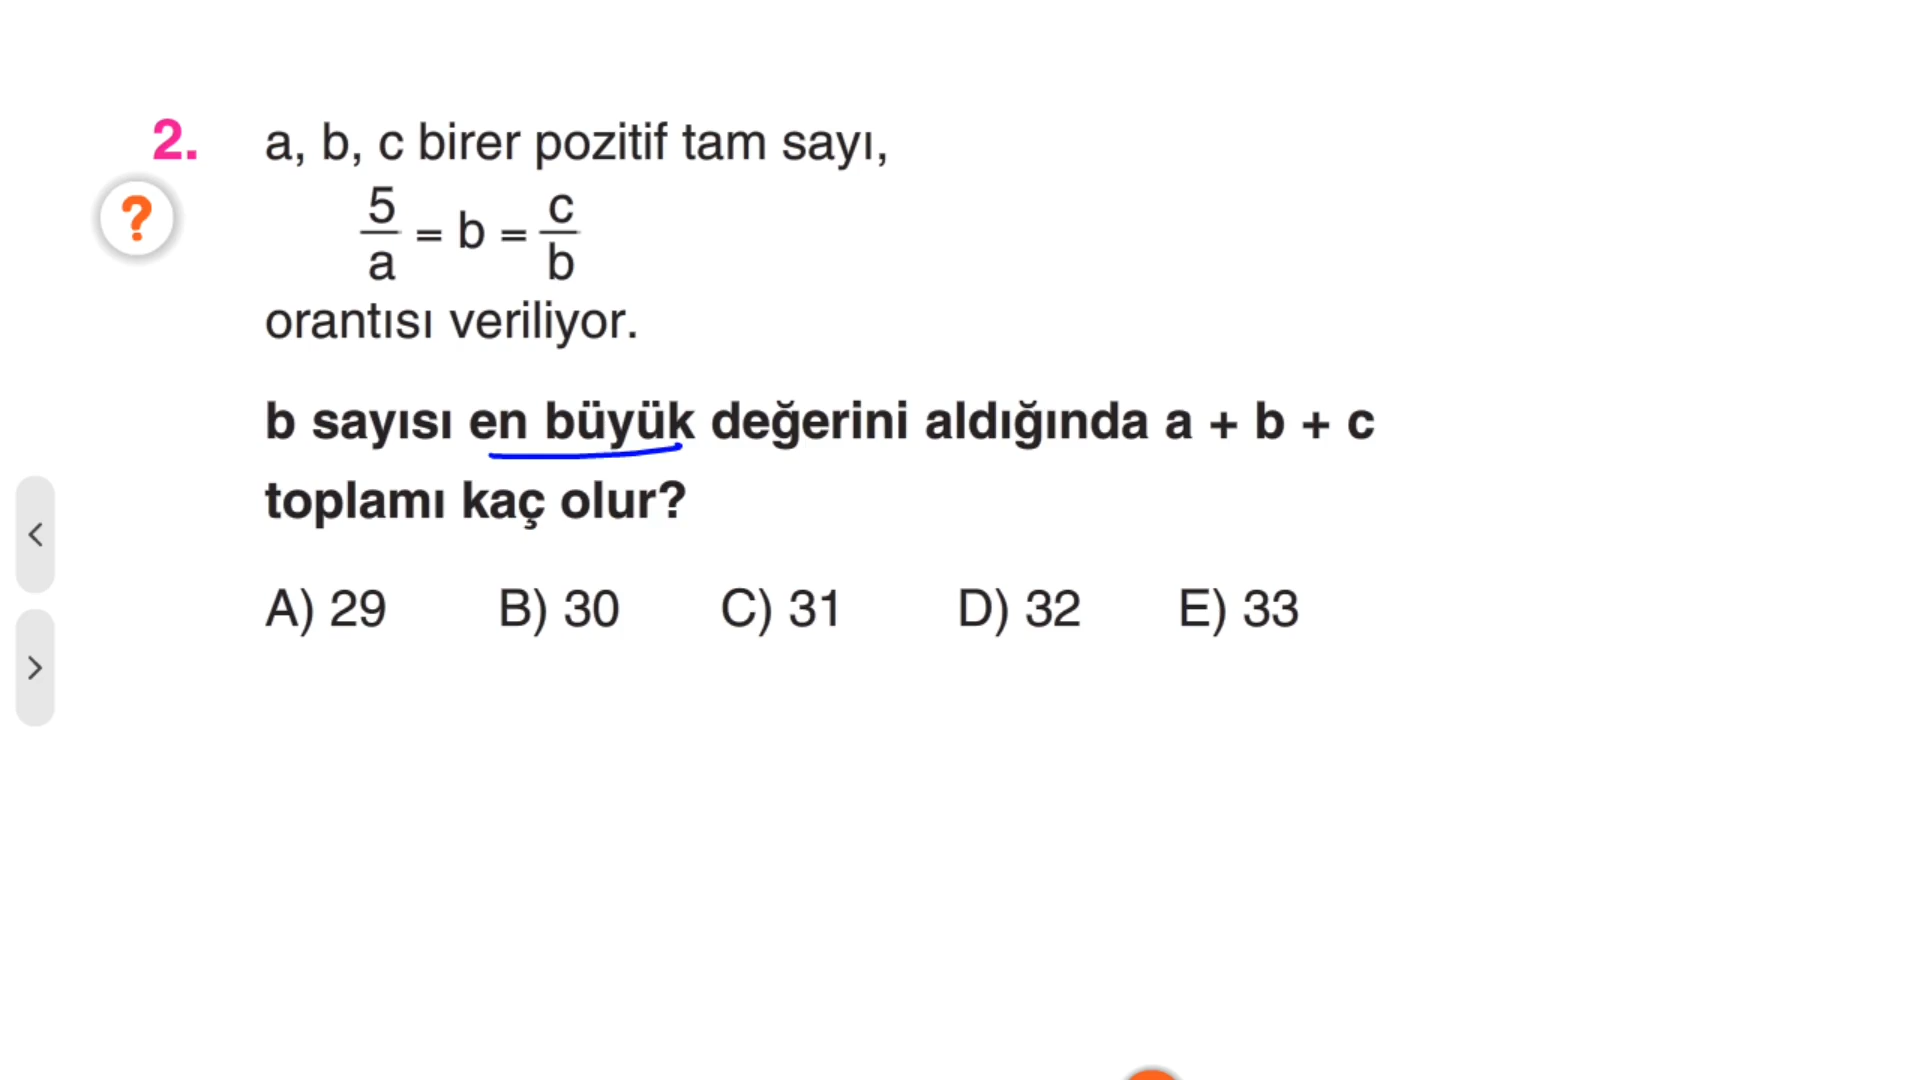 2. a, b, c birer pozitif tam sayı,
5/a = b = c/b
orantısı veriliyor.
b sayısı en büyük değerini aldığında a + b + c
toplamı kaç olur?
A) 29 B) 30 C) 31 D) 32 E) 33